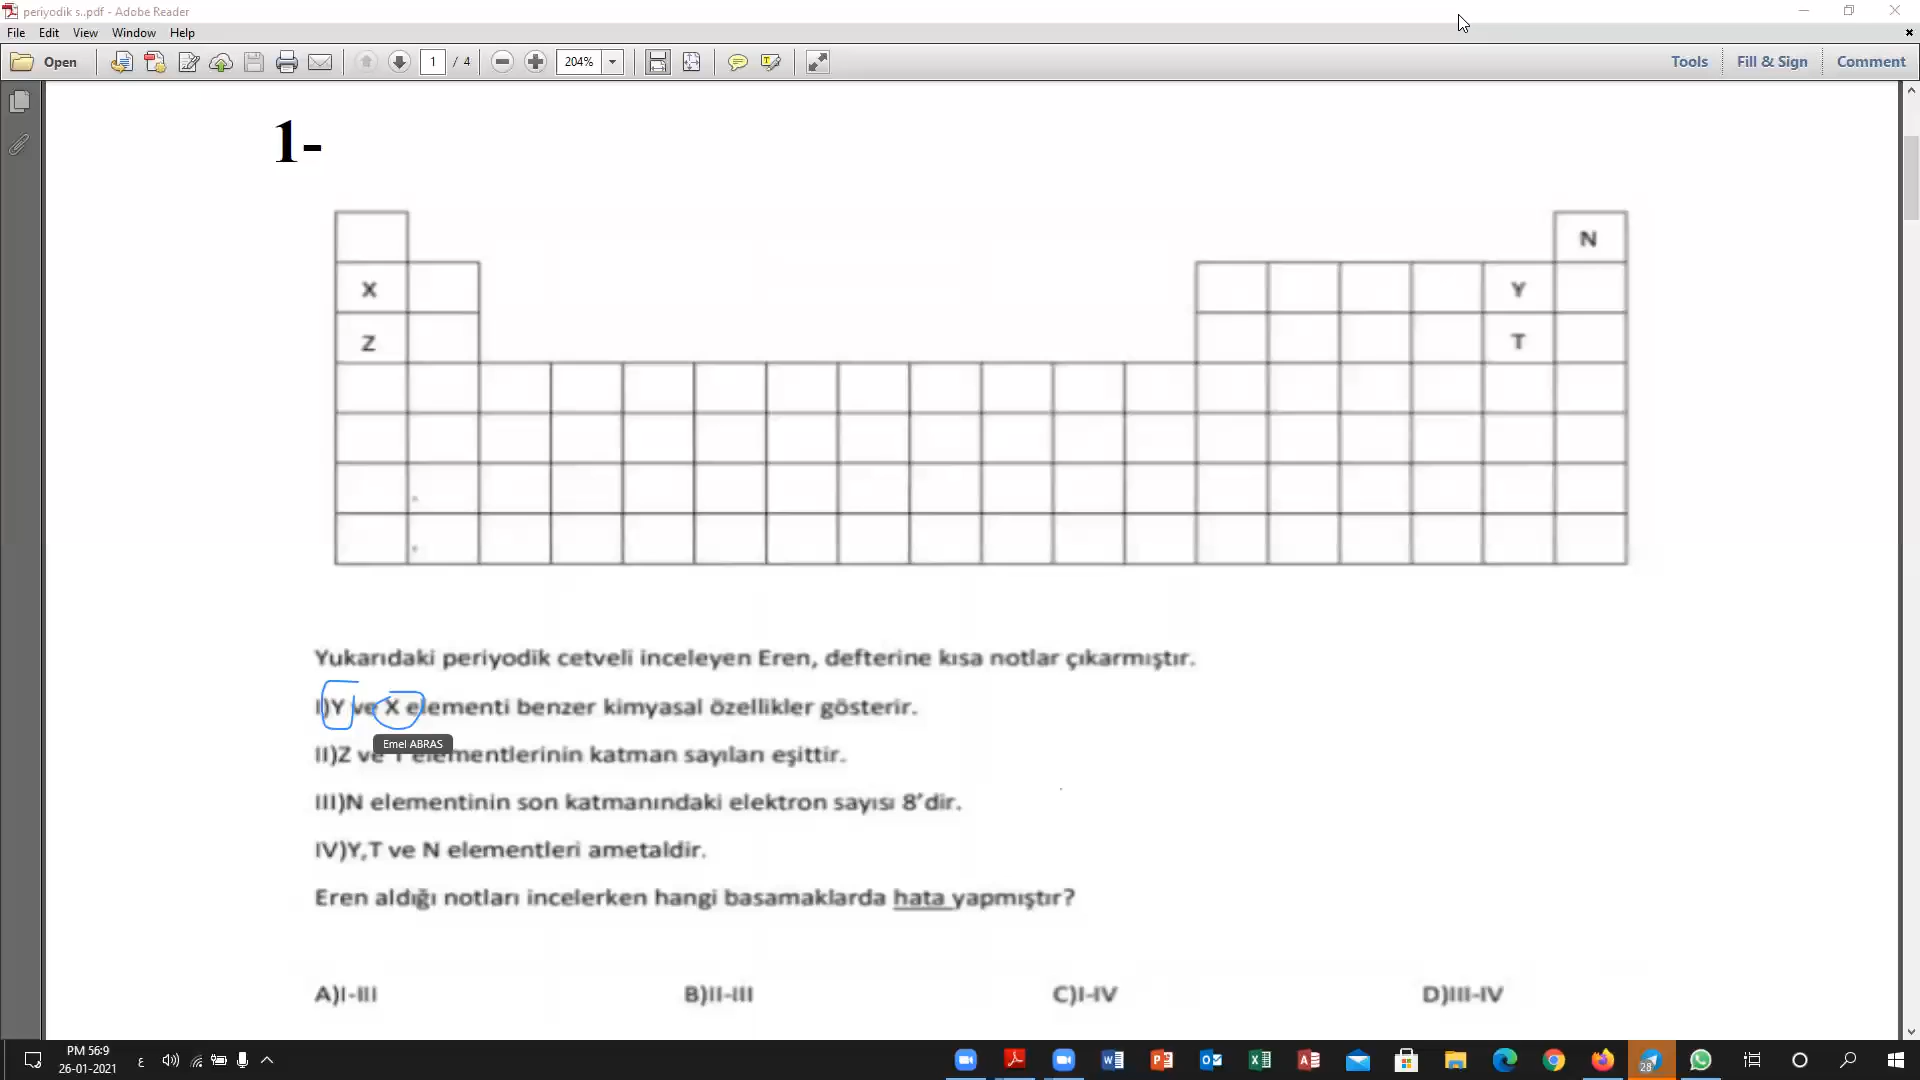 periyodik s..pdf - Adobe Reader
File Edit View Window Help
Open 1 / 4 204% Tools Fill & Sign Comment
1-
N
X Y
Z T
Yukarıdaki periyodik cetveli inceleyen Eren, defterine kısa notlar çıkarmıştır.
I)Y ve X elementi benzer kimyasal özellikler gösterir.
Emel ABRAS
II)Z ve elementlerinin katman sayıları eşittir.
III)N elementinin son katmanındaki elektron sayısı 8'dir.
IV)Y,T ve N elementleri ametaldir.
Eren aldığı notları incelerken hangi basamaklarda hata yapmıştır?
A)I-III B)II-III C)I-IV D)III-IV
PM 56:9
26-01-2021
ع
28